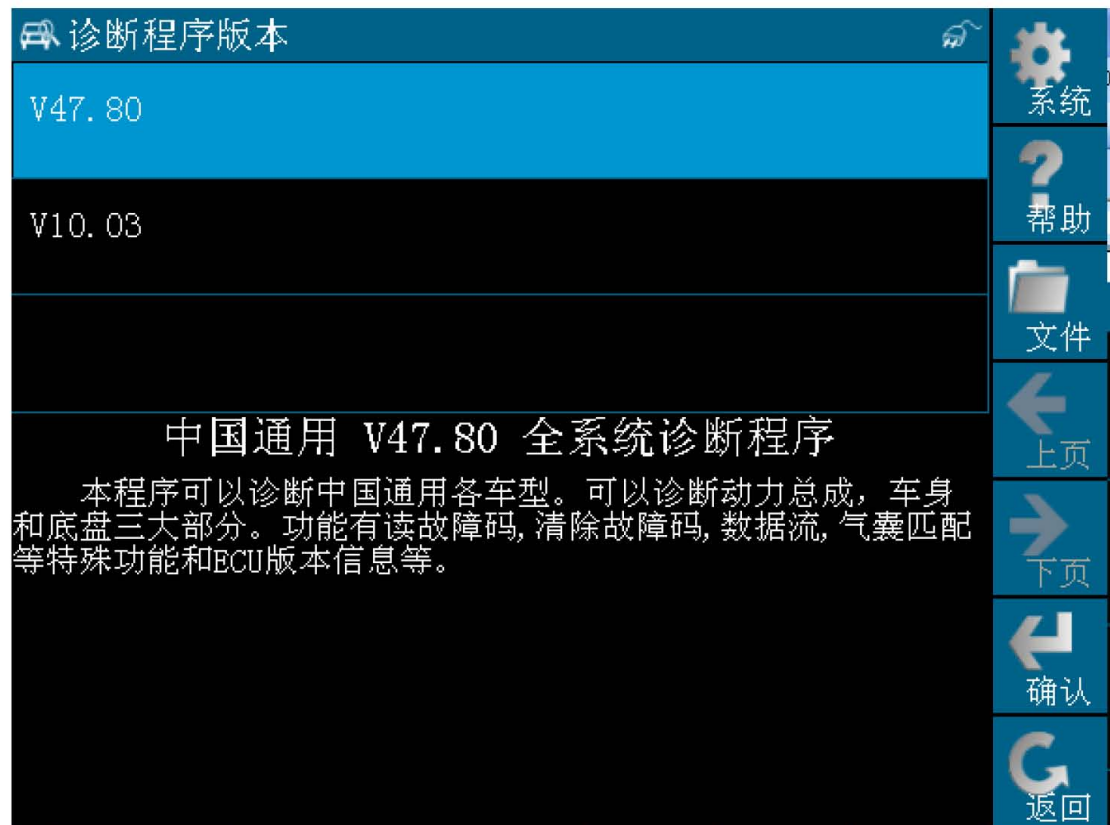 诊断程序版本
V47.80
V10.03
中国通用 V47.80 全系统诊断程序
本程序可以诊断中国通用各车型。可以诊断动力总成，车身
和底盘三大部分。功能有读故障码,清除故障码,数据流,气囊匹配
等特殊功能和ECU版本信息等。
系统
帮助
文件
上页
下页
确认
返回